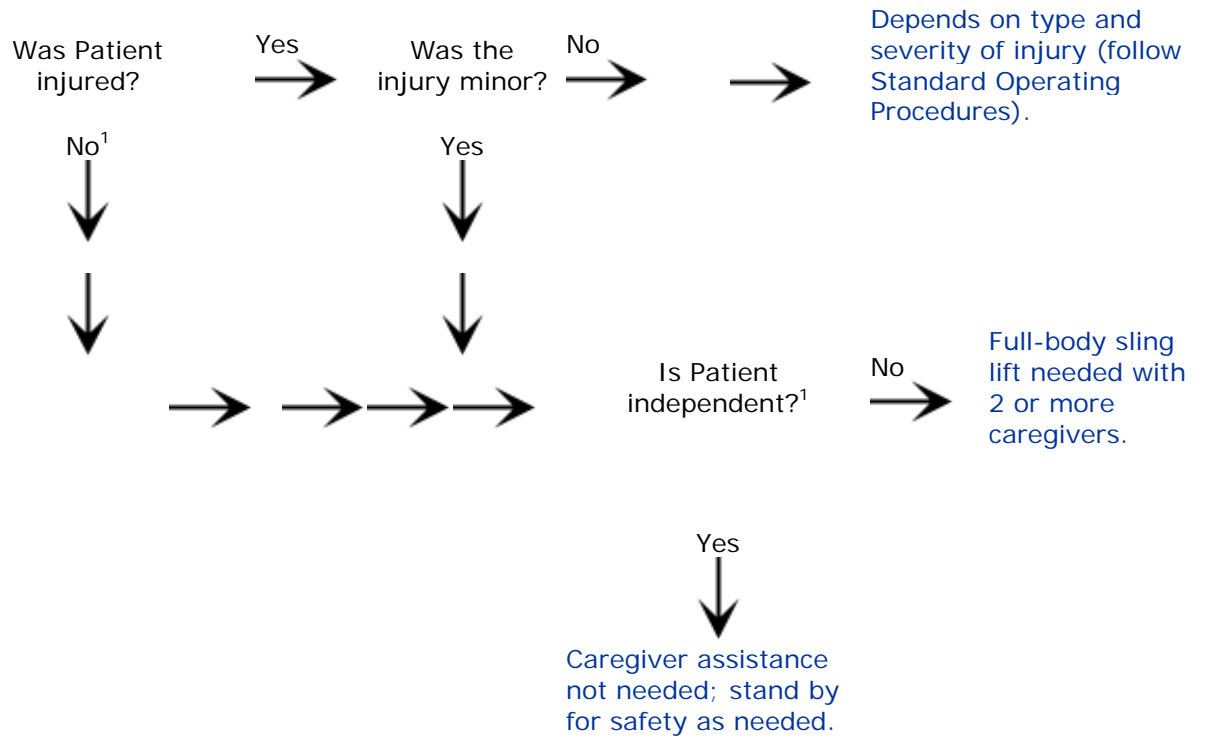 Was Patient
injured?
Yes
Was the
injury minor?
No
Depends on type and
severity of injury (follow
Standard Operating
Procedures).
No¹
Yes
Is Patient
independent?¹
No
Full-body sling
lift needed with
2 or more
caregivers.
Yes
Caregiver assistance
not needed; stand by
for safety as needed.